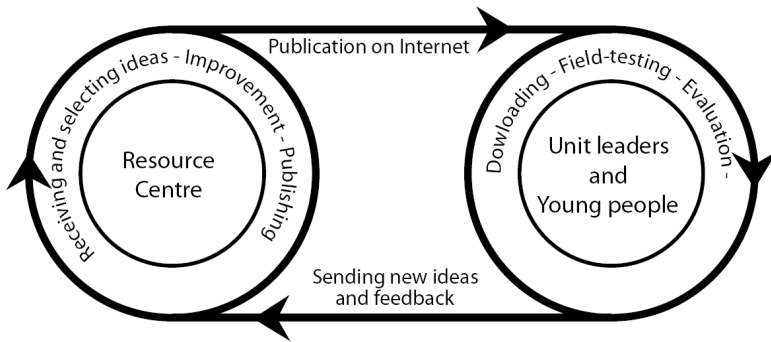 Publication on Internet
Receiving and selecting ideas - Improvement - Publishing
Resource
Centre
Dowloading - Field-testing - Evaluation -
Unit leaders
and
Young people
Sending new ideas
and feedback